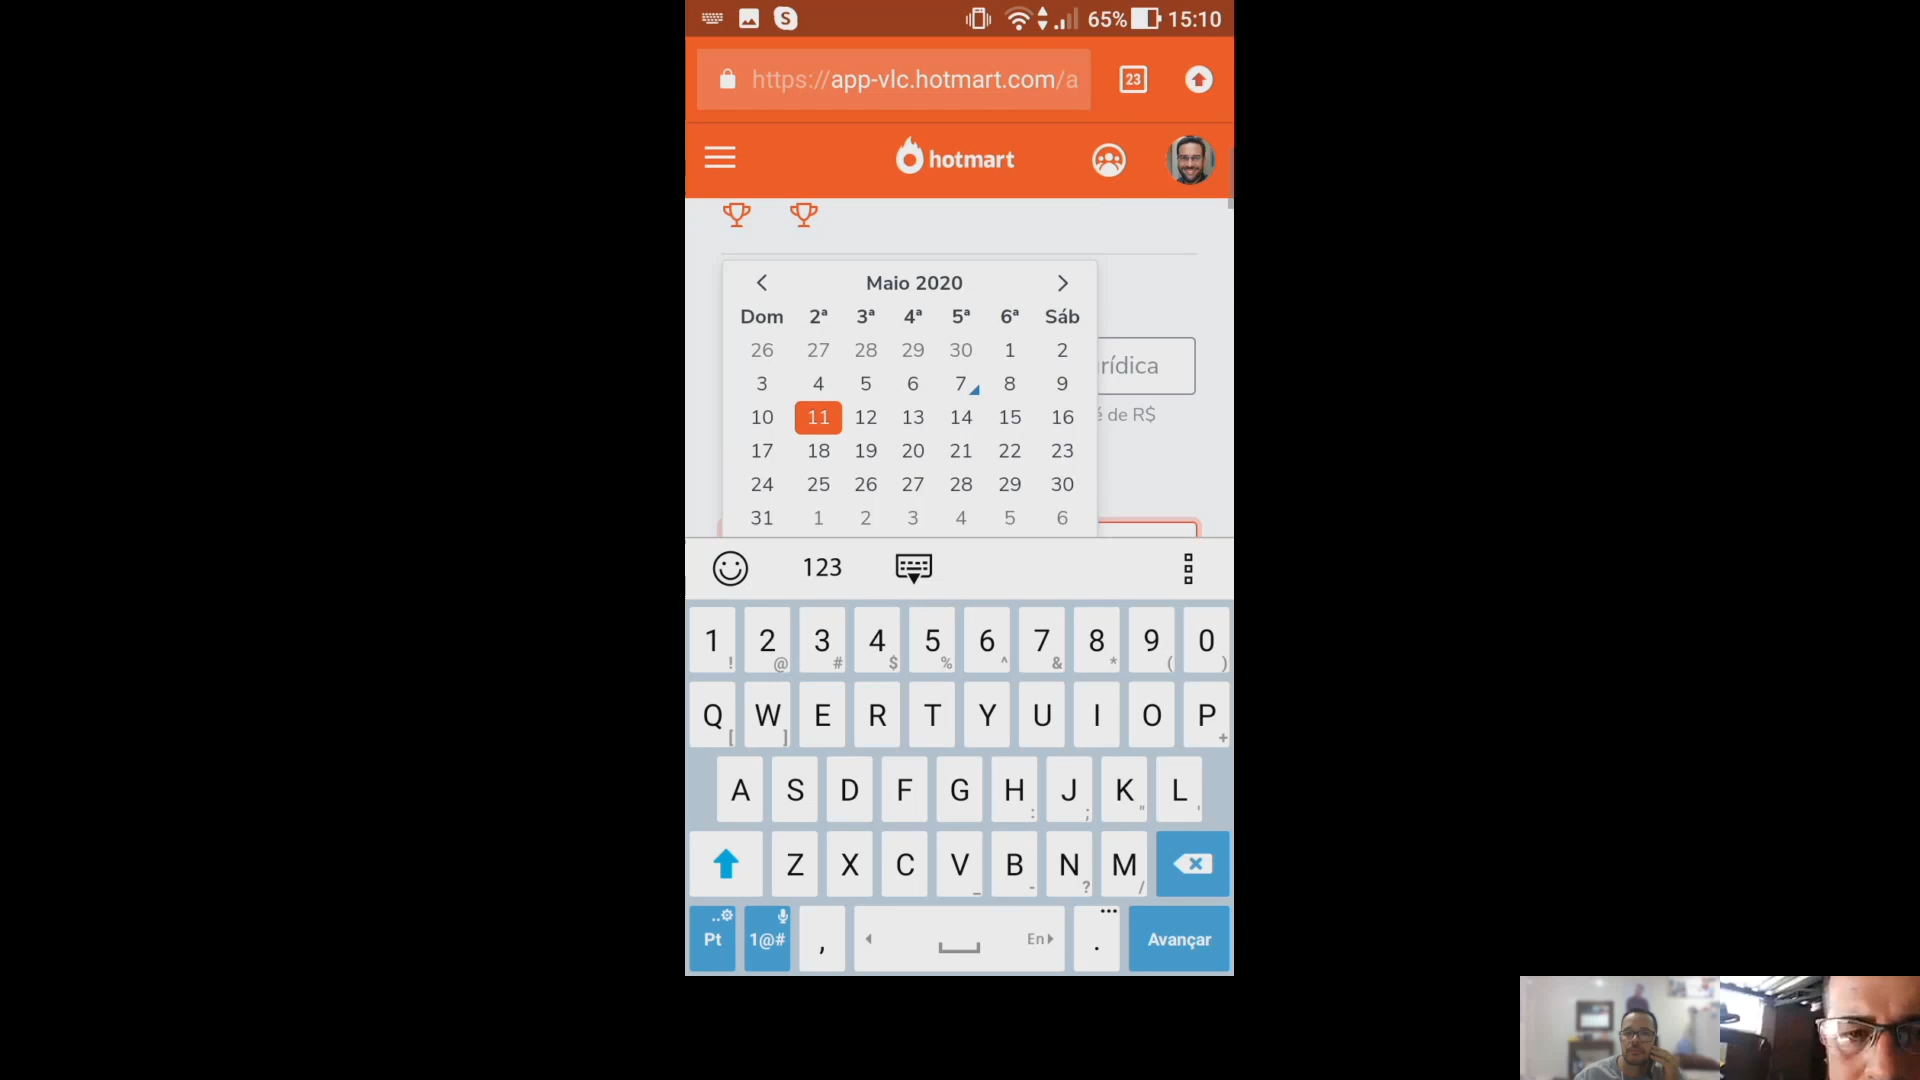 65% 15:10
https://app-vlc.hotmart.com/a 23
hotmart
Maio 2020
Dom 2ª 3ª 4ª 5ª 6ª Sáb
26 27 28 29 30 1 2
3 4 5 6 7 8 9
10 11 12 13 14 15 16
17 18 19 20 21 22 23
24 25 26 27 28 29 30
31 1 2 3 4 5 6
rídica
é de R$
123
1 ! 2 @ 3 # 4 $ 5 % 6 ^ 7 & 8 * 9 ( 0 )
Q [ W ] E R T Y U I O P +
A S D F G H : J ; K " L '
Z X C V _ B - N ? M /
Pt 1@# , En . Avançar